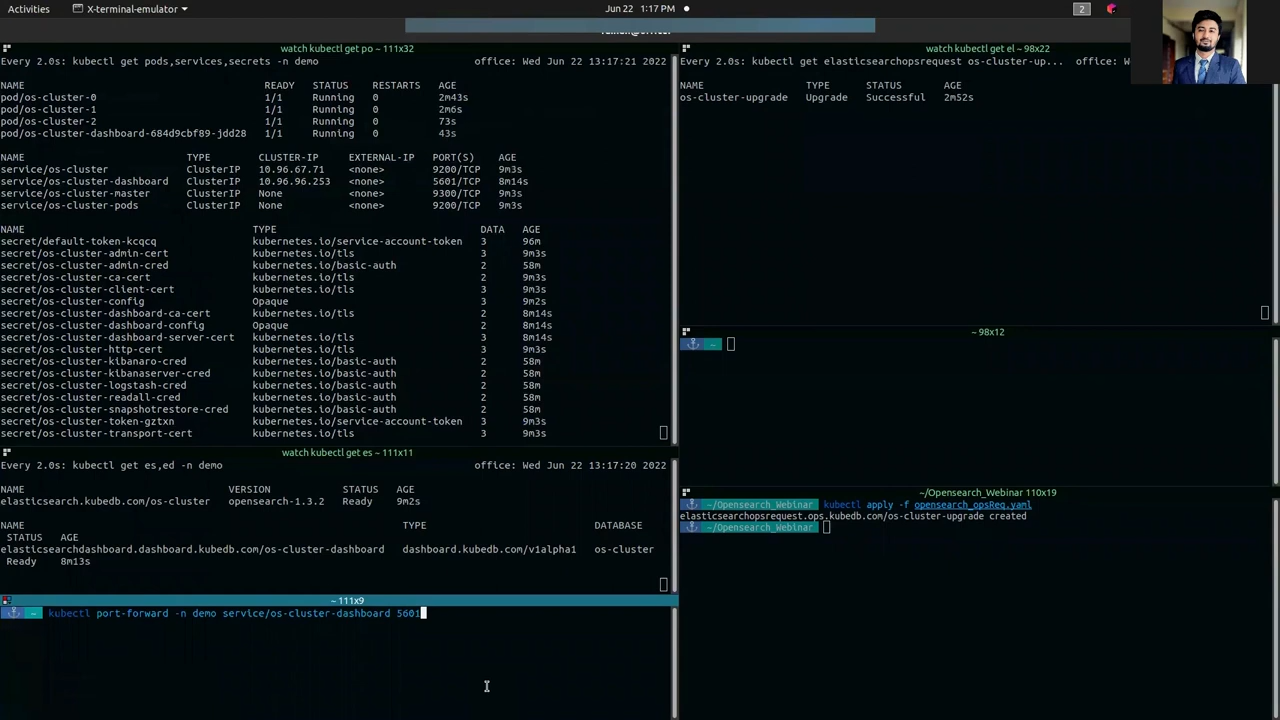 Activities X-terminal-emulator Jun 22 1:17 PM 2
watch kubectl get po ~ 111x32
Every 2.0s: kubectl get pods,services,secrets -n demo office: Wed Jun 22 13:17:21 2022
NAME READY STATUS RESTARTS AGE
pod/os-cluster-0 1/1 Running 0 2m43s
pod/os-cluster-1 1/1 Running 0 2m6s
pod/os-cluster-2 1/1 Running 0 73s
pod/os-cluster-dashboard-684d9cbf89-jdd28 1/1 Running 0 43s
NAME TYPE CLUSTER-IP EXTERNAL-IP PORT(S) AGE
service/os-cluster ClusterIP 10.96.67.71 <none> 9200/TCP 9m3s
service/os-cluster-dashboard ClusterIP 10.96.96.253 <none> 5601/TCP 8m14s
service/os-cluster-master ClusterIP None <none> 9300/TCP 9m3s
service/os-cluster-pods ClusterIP None <none> 9200/TCP 9m3s
NAME TYPE DATA AGE
secret/default-token-kcqcq kubernetes.io/service-account-token 3 96m
secret/os-cluster-admin-cert kubernetes.io/tls 3 9m3s
secret/os-cluster-admin-cred kubernetes.io/basic-auth 2 58m
secret/os-cluster-ca-cert kubernetes.io/tls 2 9m3s
secret/os-cluster-client-cert kubernetes.io/tls 3 9m3s
secret/os-cluster-config Opaque 3 9m2s
secret/os-cluster-dashboard-ca-cert kubernetes.io/tls 2 8m14s
secret/os-cluster-dashboard-config Opaque 2 8m14s
secret/os-cluster-dashboard-server-cert kubernetes.io/tls 3 8m14s
secret/os-cluster-http-cert kubernetes.io/tls 3 9m3s
secret/os-cluster-kibanaro-cred kubernetes.io/basic-auth 2 58m
secret/os-cluster-kibanaserver-cred kubernetes.io/basic-auth 2 58m
secret/os-cluster-logstash-cred kubernetes.io/basic-auth 2 58m
secret/os-cluster-readall-cred kubernetes.io/basic-auth 2 58m
secret/os-cluster-snapshotrestore-cred kubernetes.io/basic-auth 2 58m
secret/os-cluster-token-gztxn kubernetes.io/service-account-token 3 9m3s
secret/os-cluster-transport-cert kubernetes.io/tls 3 9m3s
watch kubectl get es ~ 111x11
Every 2.0s: kubectl get es,ed -n demo office: Wed Jun 22 13:17:20 2022
NAME VERSION STATUS AGE
elasticsearch.kubedb.com/os-cluster opensearch-1.3.2 Ready 9m2s
NAME TYPE DATABASE
STATUS AGE
elasticsearchdashboard.dashboard.kubedb.com/os-cluster-dashboard dashboard.kubedb.com/v1alpha1 os-cluster
Ready 8m13s
~ 111x9
~ kubectl port-forward -n demo service/os-cluster-dashboard 5601
watch kubectl get el ~ 98x22
Every 2.0s: kubectl get elasticsearchopsrequest os-cluster-up... office: W
NAME TYPE STATUS AGE
os-cluster-upgrade Upgrade Successful 2m52s
~ 98x12
~
~/Opensearch_Webinar 110x19
~/Opensearch_Webinar kubectl apply -f opensearch_opsReq.yaml
elasticsearchopsrequest.ops.kubedb.com/os-cluster-upgrade created
~/Opensearch_Webinar